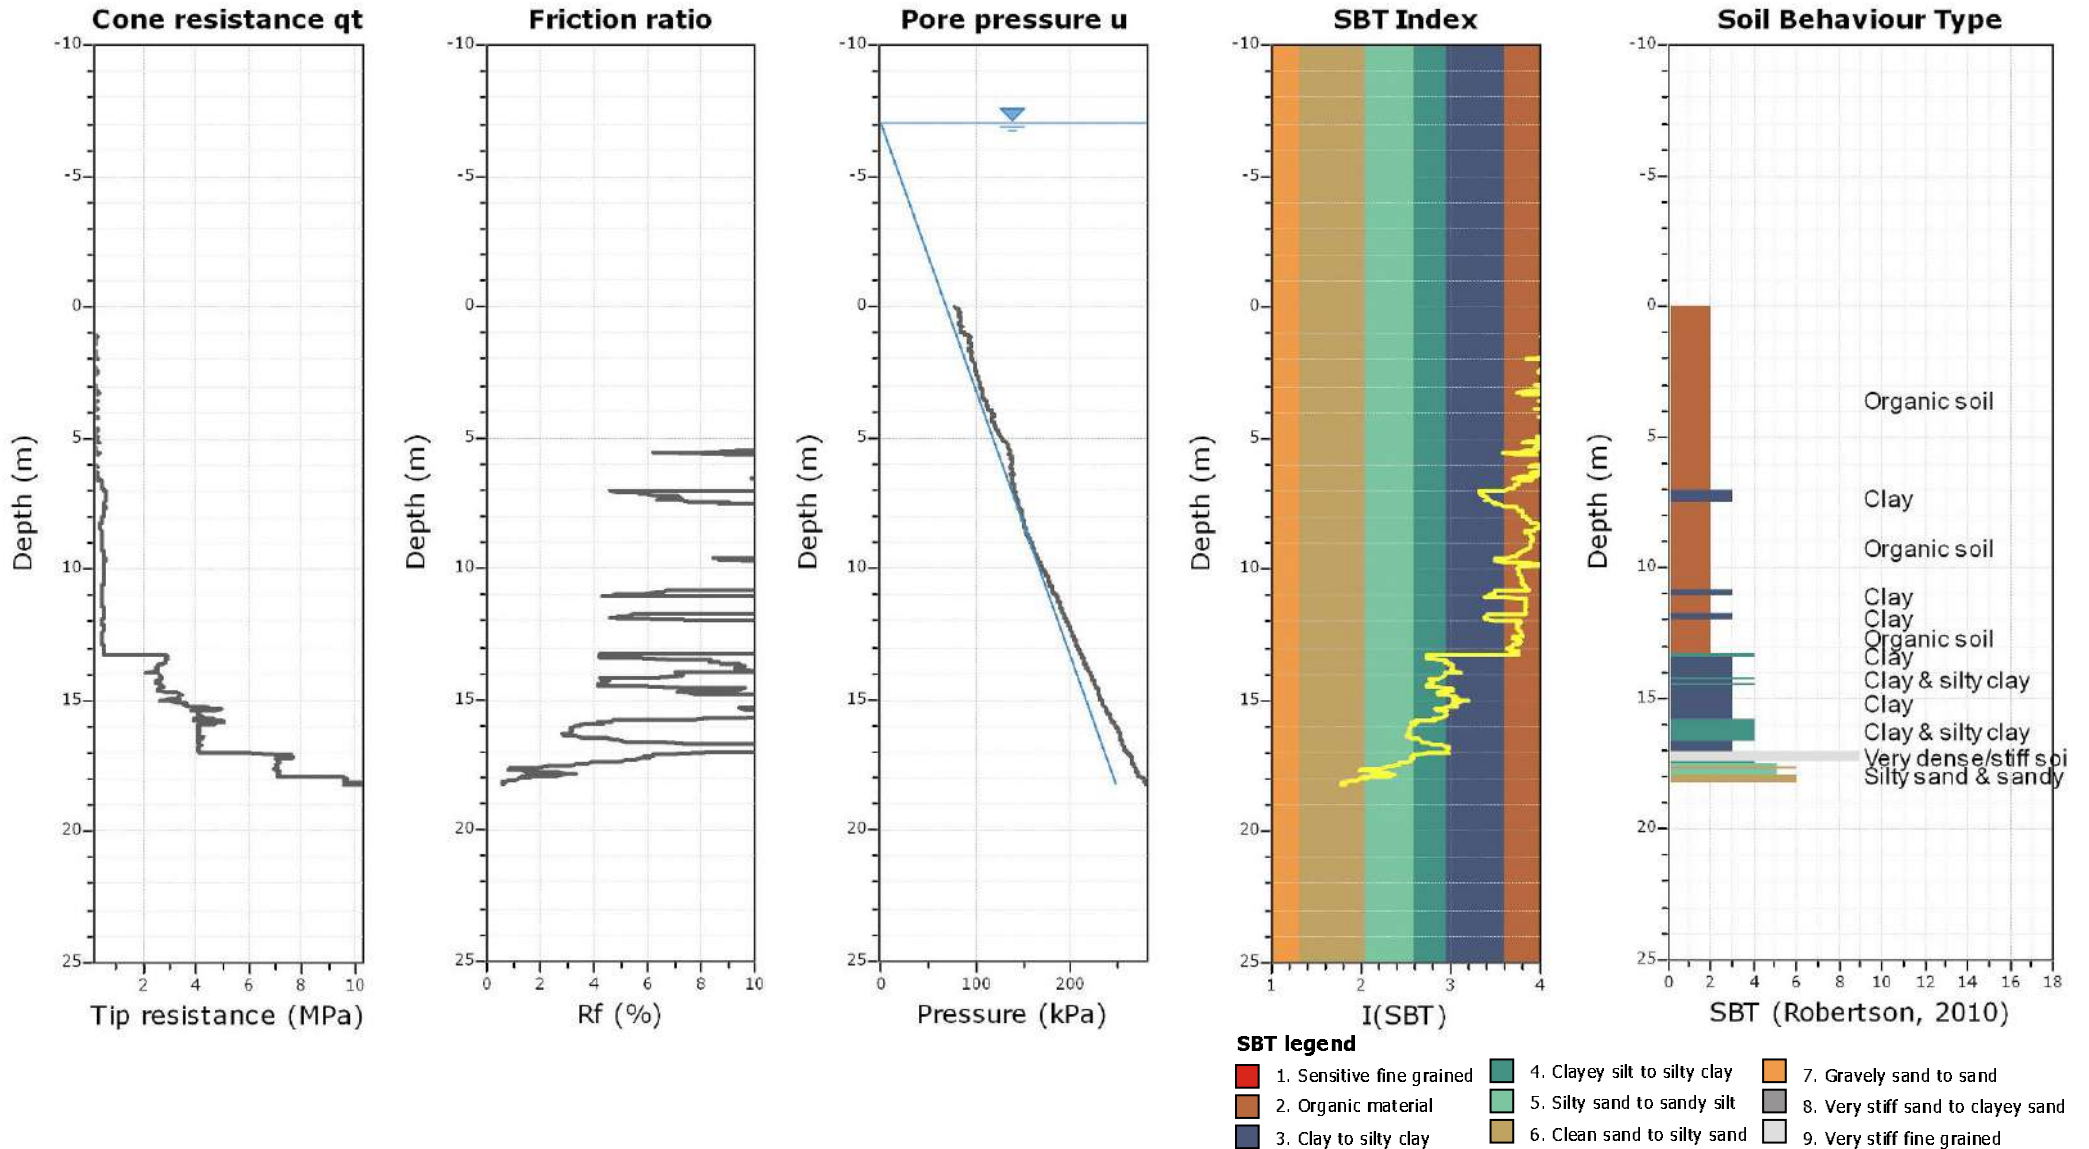 Cone resistance qt
Friction ratio
Pore pressure u
SBT Index
Soil Behaviour Type
-10
-5
0
5
10
15
20
25
Depth (m)
2 4 6 8 10
Tip resistance (MPa)
-10
-5
0
5
10
15
20
25
Depth (m)
0 2 4 6 8 10
Rf (%)
-10
-5
0
5
10
15
20
25
Depth (m)
0 100 200
Pressure (kPa)
-10
-5
0
5
10
15
20
25
Depth (m)
1 2 3 4
I(SBT)
-10
-5
0
5
10
15
20
25
Depth (m)
Organic soil
Clay
Organic soil
Clay
Clay
Organic soil
Clay
Clay & silty clay
Clay
Clay & silty clay
Very dense/stiff soi
Silty sand & sandy
0 2 4 6 8 10 12 14 16 18
SBT (Robertson, 2010)
SBT legend
1. Sensitive fine grained
2. Organic material
3. Clay to silty clay
4. Clayey silt to silty clay
5. Silty sand to sandy silt
6. Clean sand to silty sand
7. Gravely sand to sand
8. Very stiff sand to clayey sand
9. Very stiff fine grained